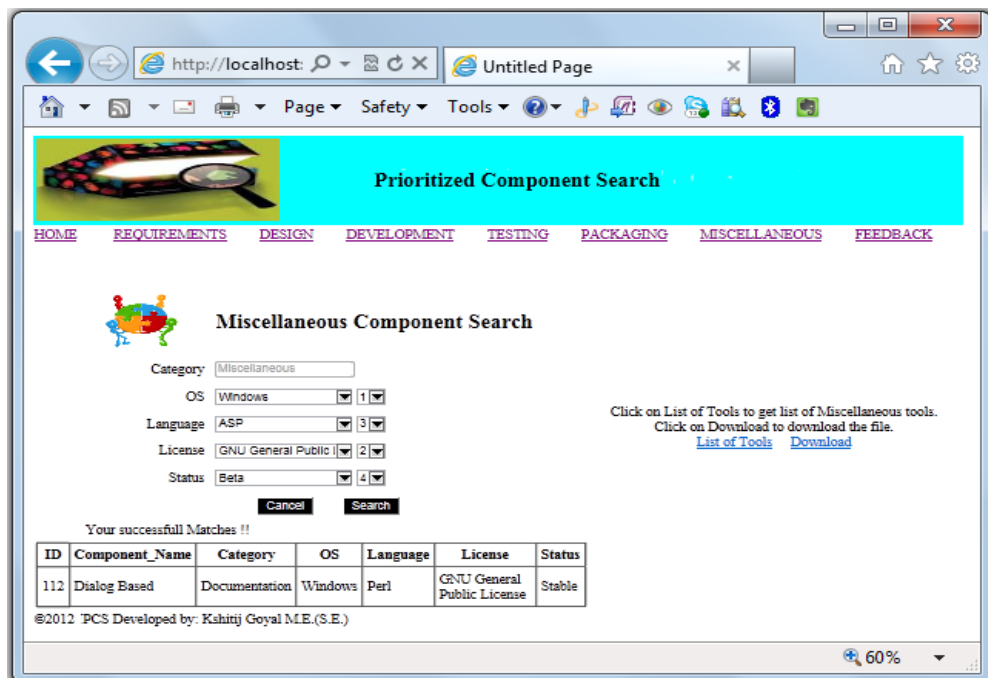 http://localhost:
Untitled Page
Page Safety Tools
Prioritized Component Search
HOME REQUIREMENTS DESIGN DEVELOPMENT TESTING PACKAGING MISCELLANEOUS FEEDBACK
Miscellaneous Component Search
Category Miscellaneous
OS Windows 1
Language ASP 3
License GNU General Public 2
Status Beta 4
Cancel Search
Click on List of Tools to get list of Miscellaneous tools.
Click on Download to download the file.
List of Tools Download
Your successfull Matches !!
ID Component_Name Category OS Language License Status
112 Dialog Based Documentation Windows Perl GNU General Public License Stable
©2012 'PCS Developed by: Kshitij Goyal M.E.(S.E.)
60%